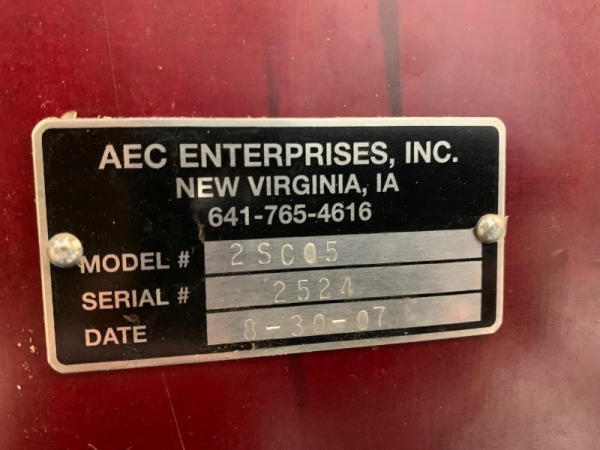 AEC ENTERPRISES, INC.
NEW VIRGINIA, IA
641-765-4616
MODEL # 2SC05
SERIAL # 2524
DATE 8-30-07